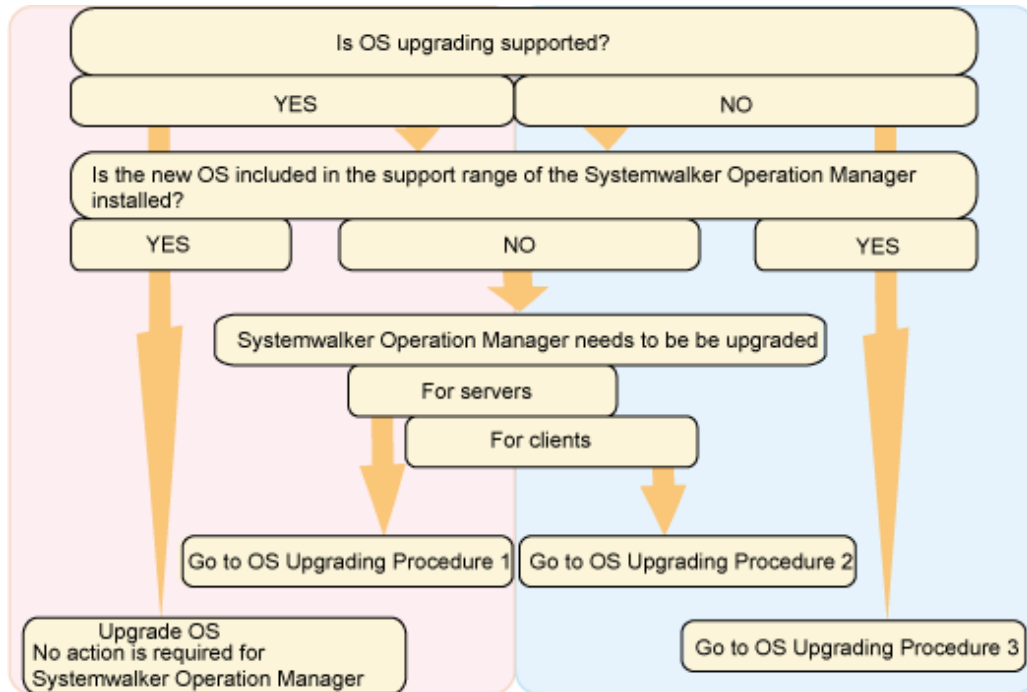 Is OS upgrading supported?
YES
NO
Is the new OS included in the support range of the Systemwalker Operation Manager
installed?
YES
NO
YES
Systemwalker Operation Manager needs to be be upgraded
For servers
For clients
Go to OS Upgrading Procedure 1
Go to OS Upgrading Procedure 2
Upgrade OS
No action is required for
Systemwalker Operation Manager
Go to OS Upgrading Procedure 3